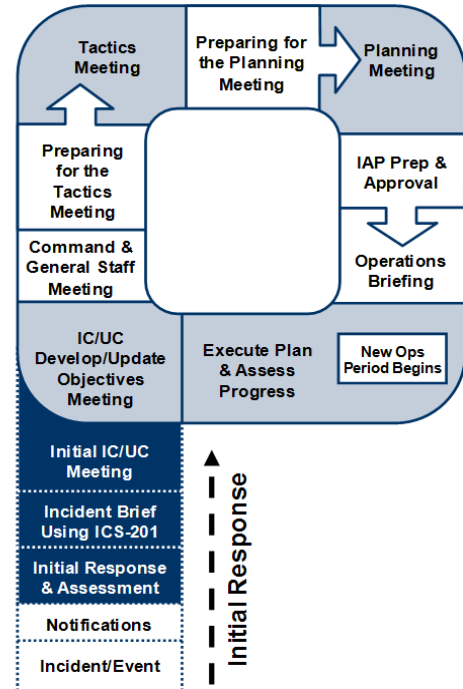 Tactics
Meeting
Preparing for
the Planning
Meeting
Planning
Meeting
Preparing
for the
Tactics
Meeting
IAP Prep &
Approval
Command &
General Staff
Meeting
Operations
Briefing
IC/UC
Develop/Update
Objectives
Meeting
Execute Plan
& Assess
Progress
New Ops
Period Begins
Initial IC/UC
Meeting
Incident Brief
Using ICS-201
Initial Response
& Assessment
Notifications
Incident/Event
Initial Response